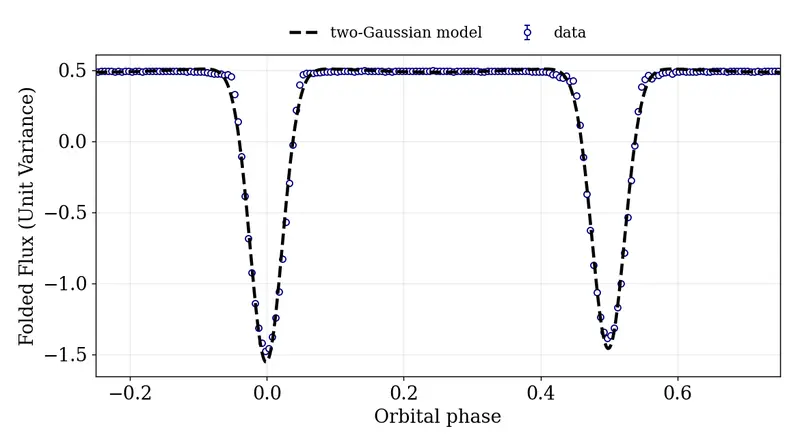 two-Gaussian model data
Folded Flux (Unit Variance)
0.5
0.0
−0.5
−1.0
−1.5
−0.2 0.0 0.2 0.4 0.6
Orbital phase